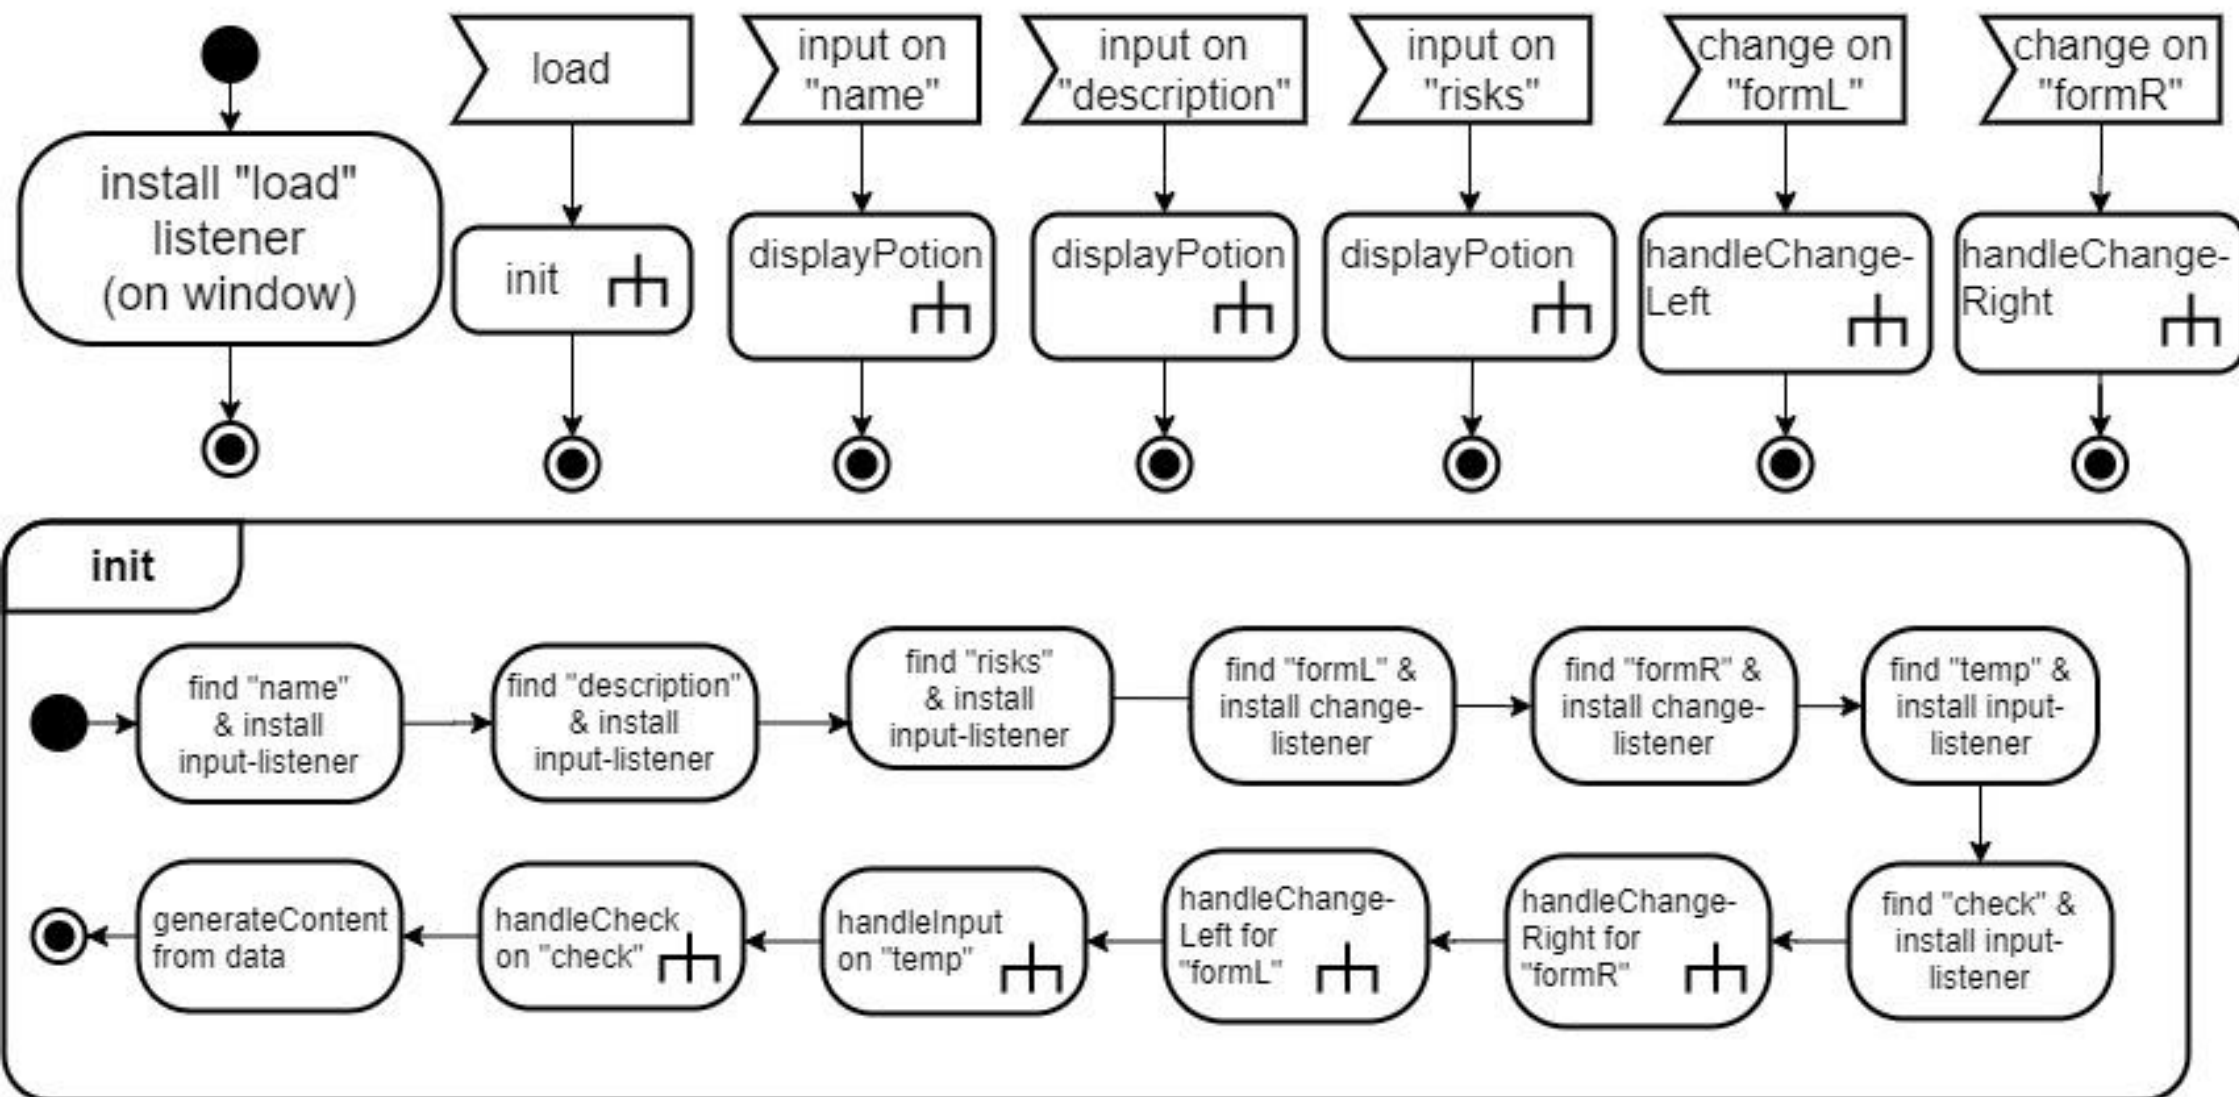 install "load"
listener
(on window)
load
init
input on
"name"
displayPotion
input on
"description"
displayPotion
input on
"risks"
displayPotion
change on
"formL"
handleChange-
Left
change on
"formR"
handleChange-
Right
init
find "name"
& install
input-listener
find "description"
& install
input-listener
find "risks"
& install
input-listener
find "formL" &
install change-
listener
find "formR" &
install change-
listener
find "temp" &
install input-
listener
find "check" &
install input-
listener
handleChange-
Right for
"formR"
handleChange-
Left for
"formL"
handleInput
on "temp"
handleCheck
on "check"
generateContent
from data